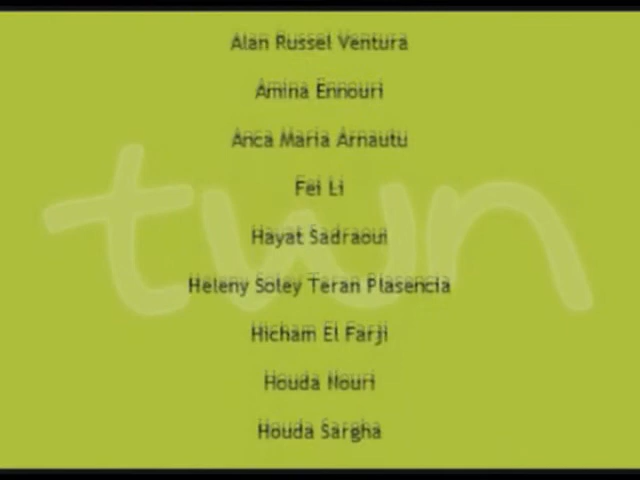 Alan Russel Ventura
Amina Ennouri
Anca Maria Arnautu
Fei Li
Hayat Sadraoui
Heleny Soley Teran Plasencia
Hicham El Farji
Houda Nouri
Houda Sargha
twn